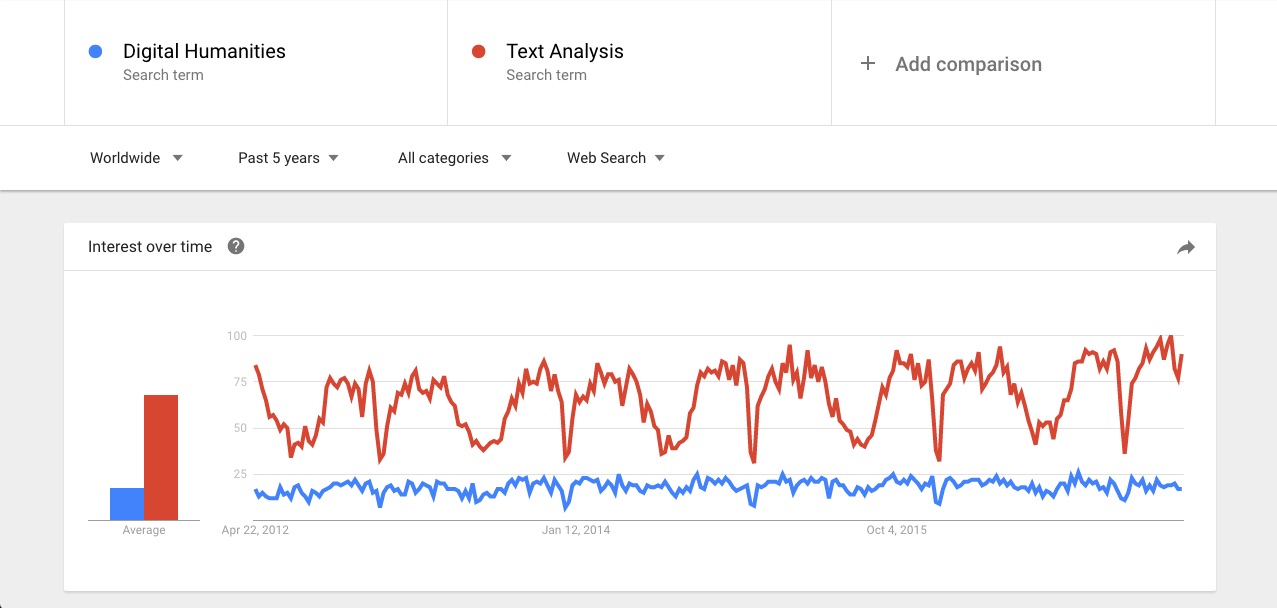 Digital Humanities
Search term
Text Analysis
Search term
+ Add comparison
Worldwide
Past 5 years
All categories
Web Search
Interest over time ?
100
75
50
25
Average
Apr 22, 2012
Jan 12, 2014
Oct 4, 2015